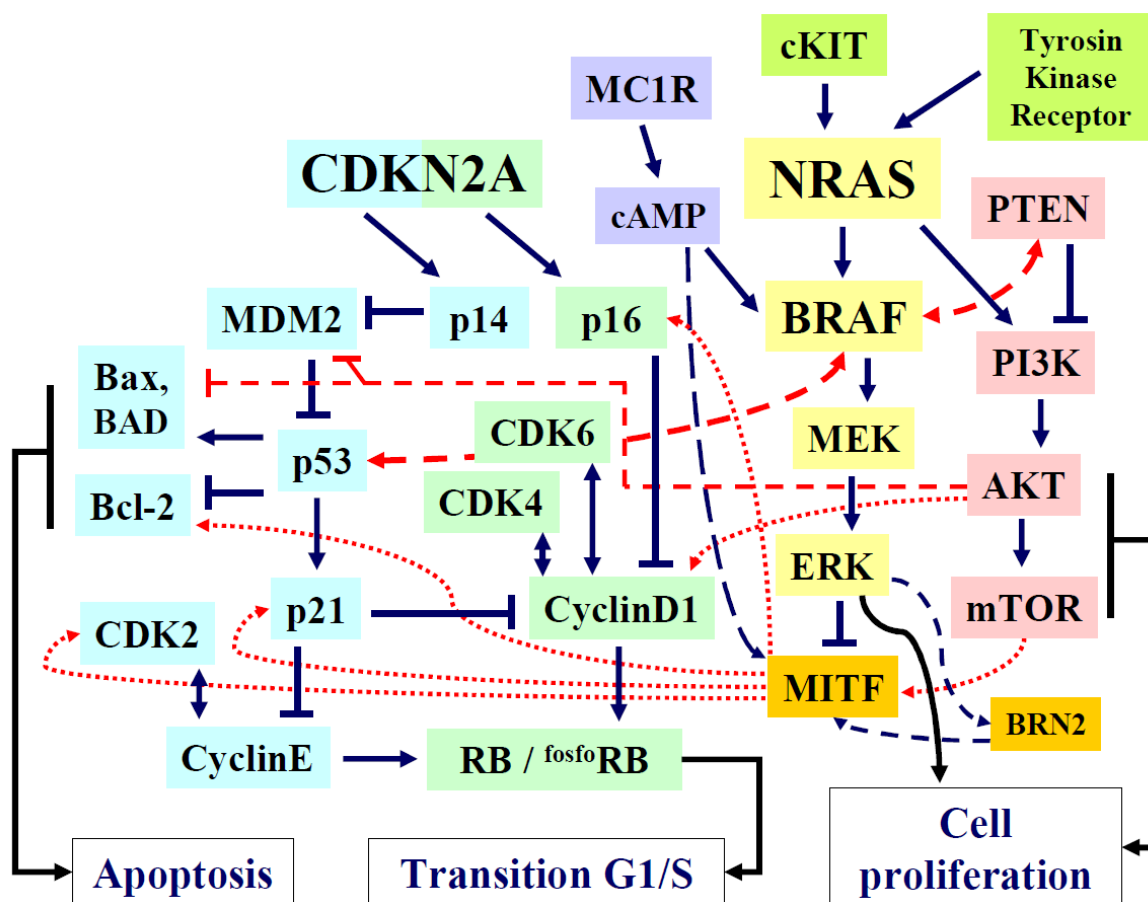 cKIT
Tyrosin
Kinase
Receptor
MC1R
CDKN2A
NRAS
cAMP
PTEN
MDM2
p14
p16
BRAF
PI3K
Bax,
BAD
CDK6
MEK
p53
AKT
Bcl-2
CDK4
ERK
p21
CyclinD1
mTOR
CDK2
MITF
BRN2
CyclinE
RB / fosfoRB
Apoptosis
Transition G1/S
Cell
proliferation